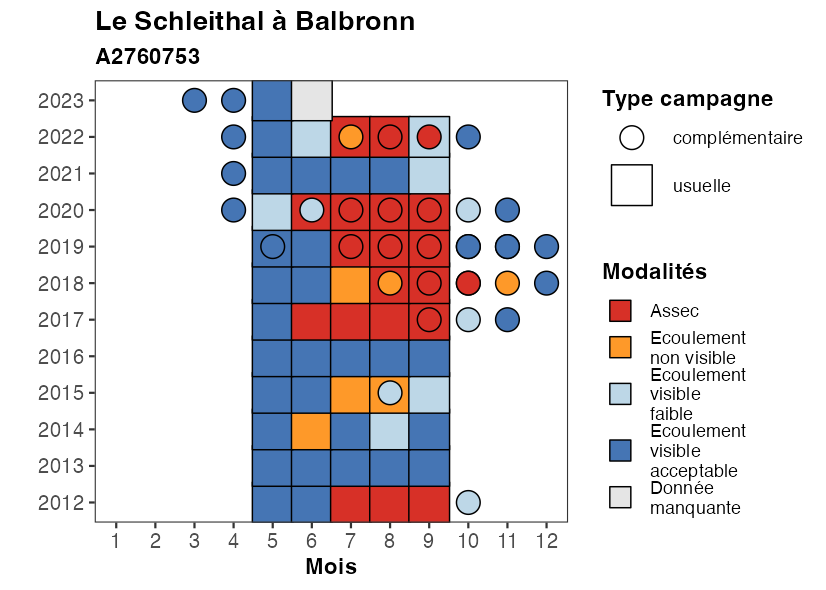 Le Schleithal à Balbronn
A2760753
2023
2022
2021
2020
2019
2018
2017
2016
2015
2014
2013
2012
1 2 3 4 5 6 7 8 9 10 11 12
Mois
Type campagne
complémentaire
usuelle
Modalités
Assec
Ecoulement
non visible
Ecoulement
visible
faible
Ecoulement
visible
acceptable
Donnée
manquante